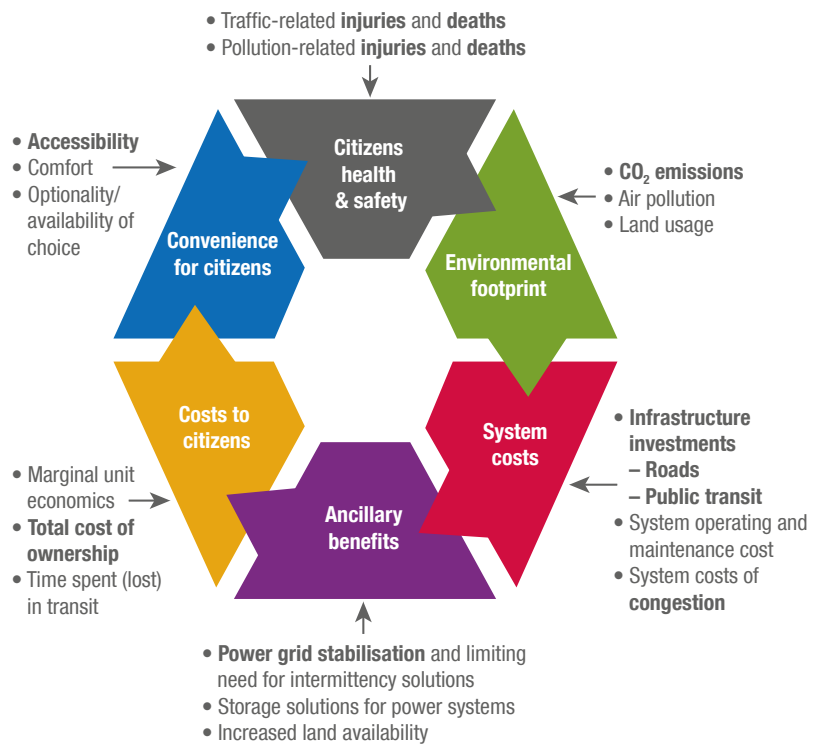 • Traffic-related injuries and deaths
• Pollution-related injuries and deaths
Citizens
health
& safety
• CO₂ emissions
• Air pollution
• Land usage
Environmental
footprint
• Infrastructure
investments
– Roads
– Public transit
• System operating and
maintenance cost
• System costs of
congestion
System
costs
Ancillary
benefits
• Power grid stabilisation and limiting
need for intermittency solutions
• Storage solutions for power systems
• Increased land availability
Costs to
citizens
• Marginal unit
economics
• Total cost of
ownership
• Time spent (lost)
in transit
Convenience
for citizens
• Accessibility
• Comfort
• Optionality/
availability of
choice